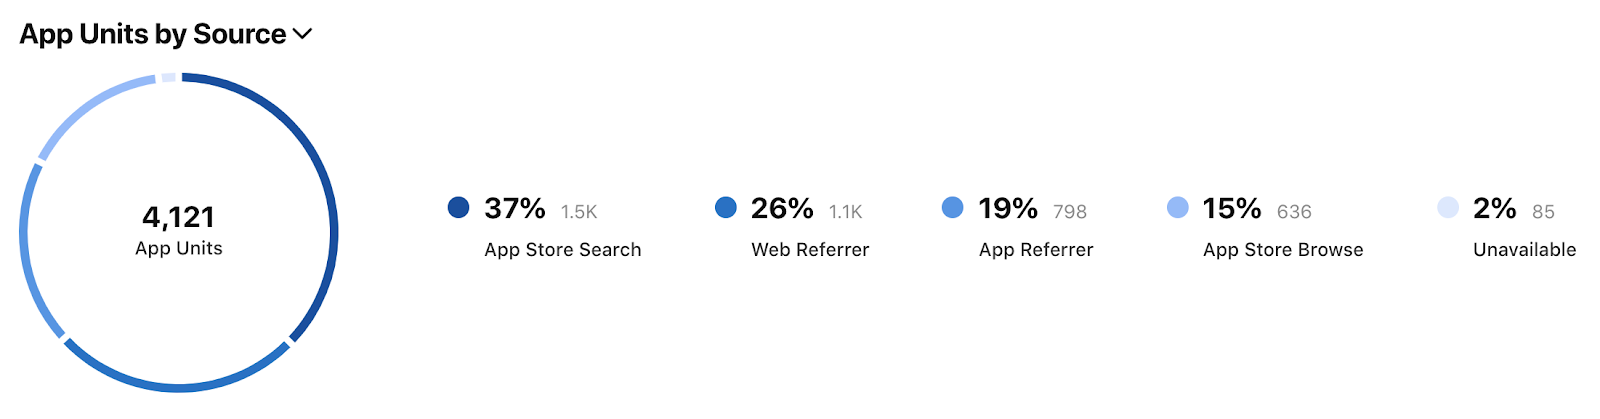 App Units by Source
4,121
App Units
37% 1.5K
App Store Search
26% 1.1K
Web Referrer
19% 798
App Referrer
15% 636
App Store Browse
2% 85
Unavailable